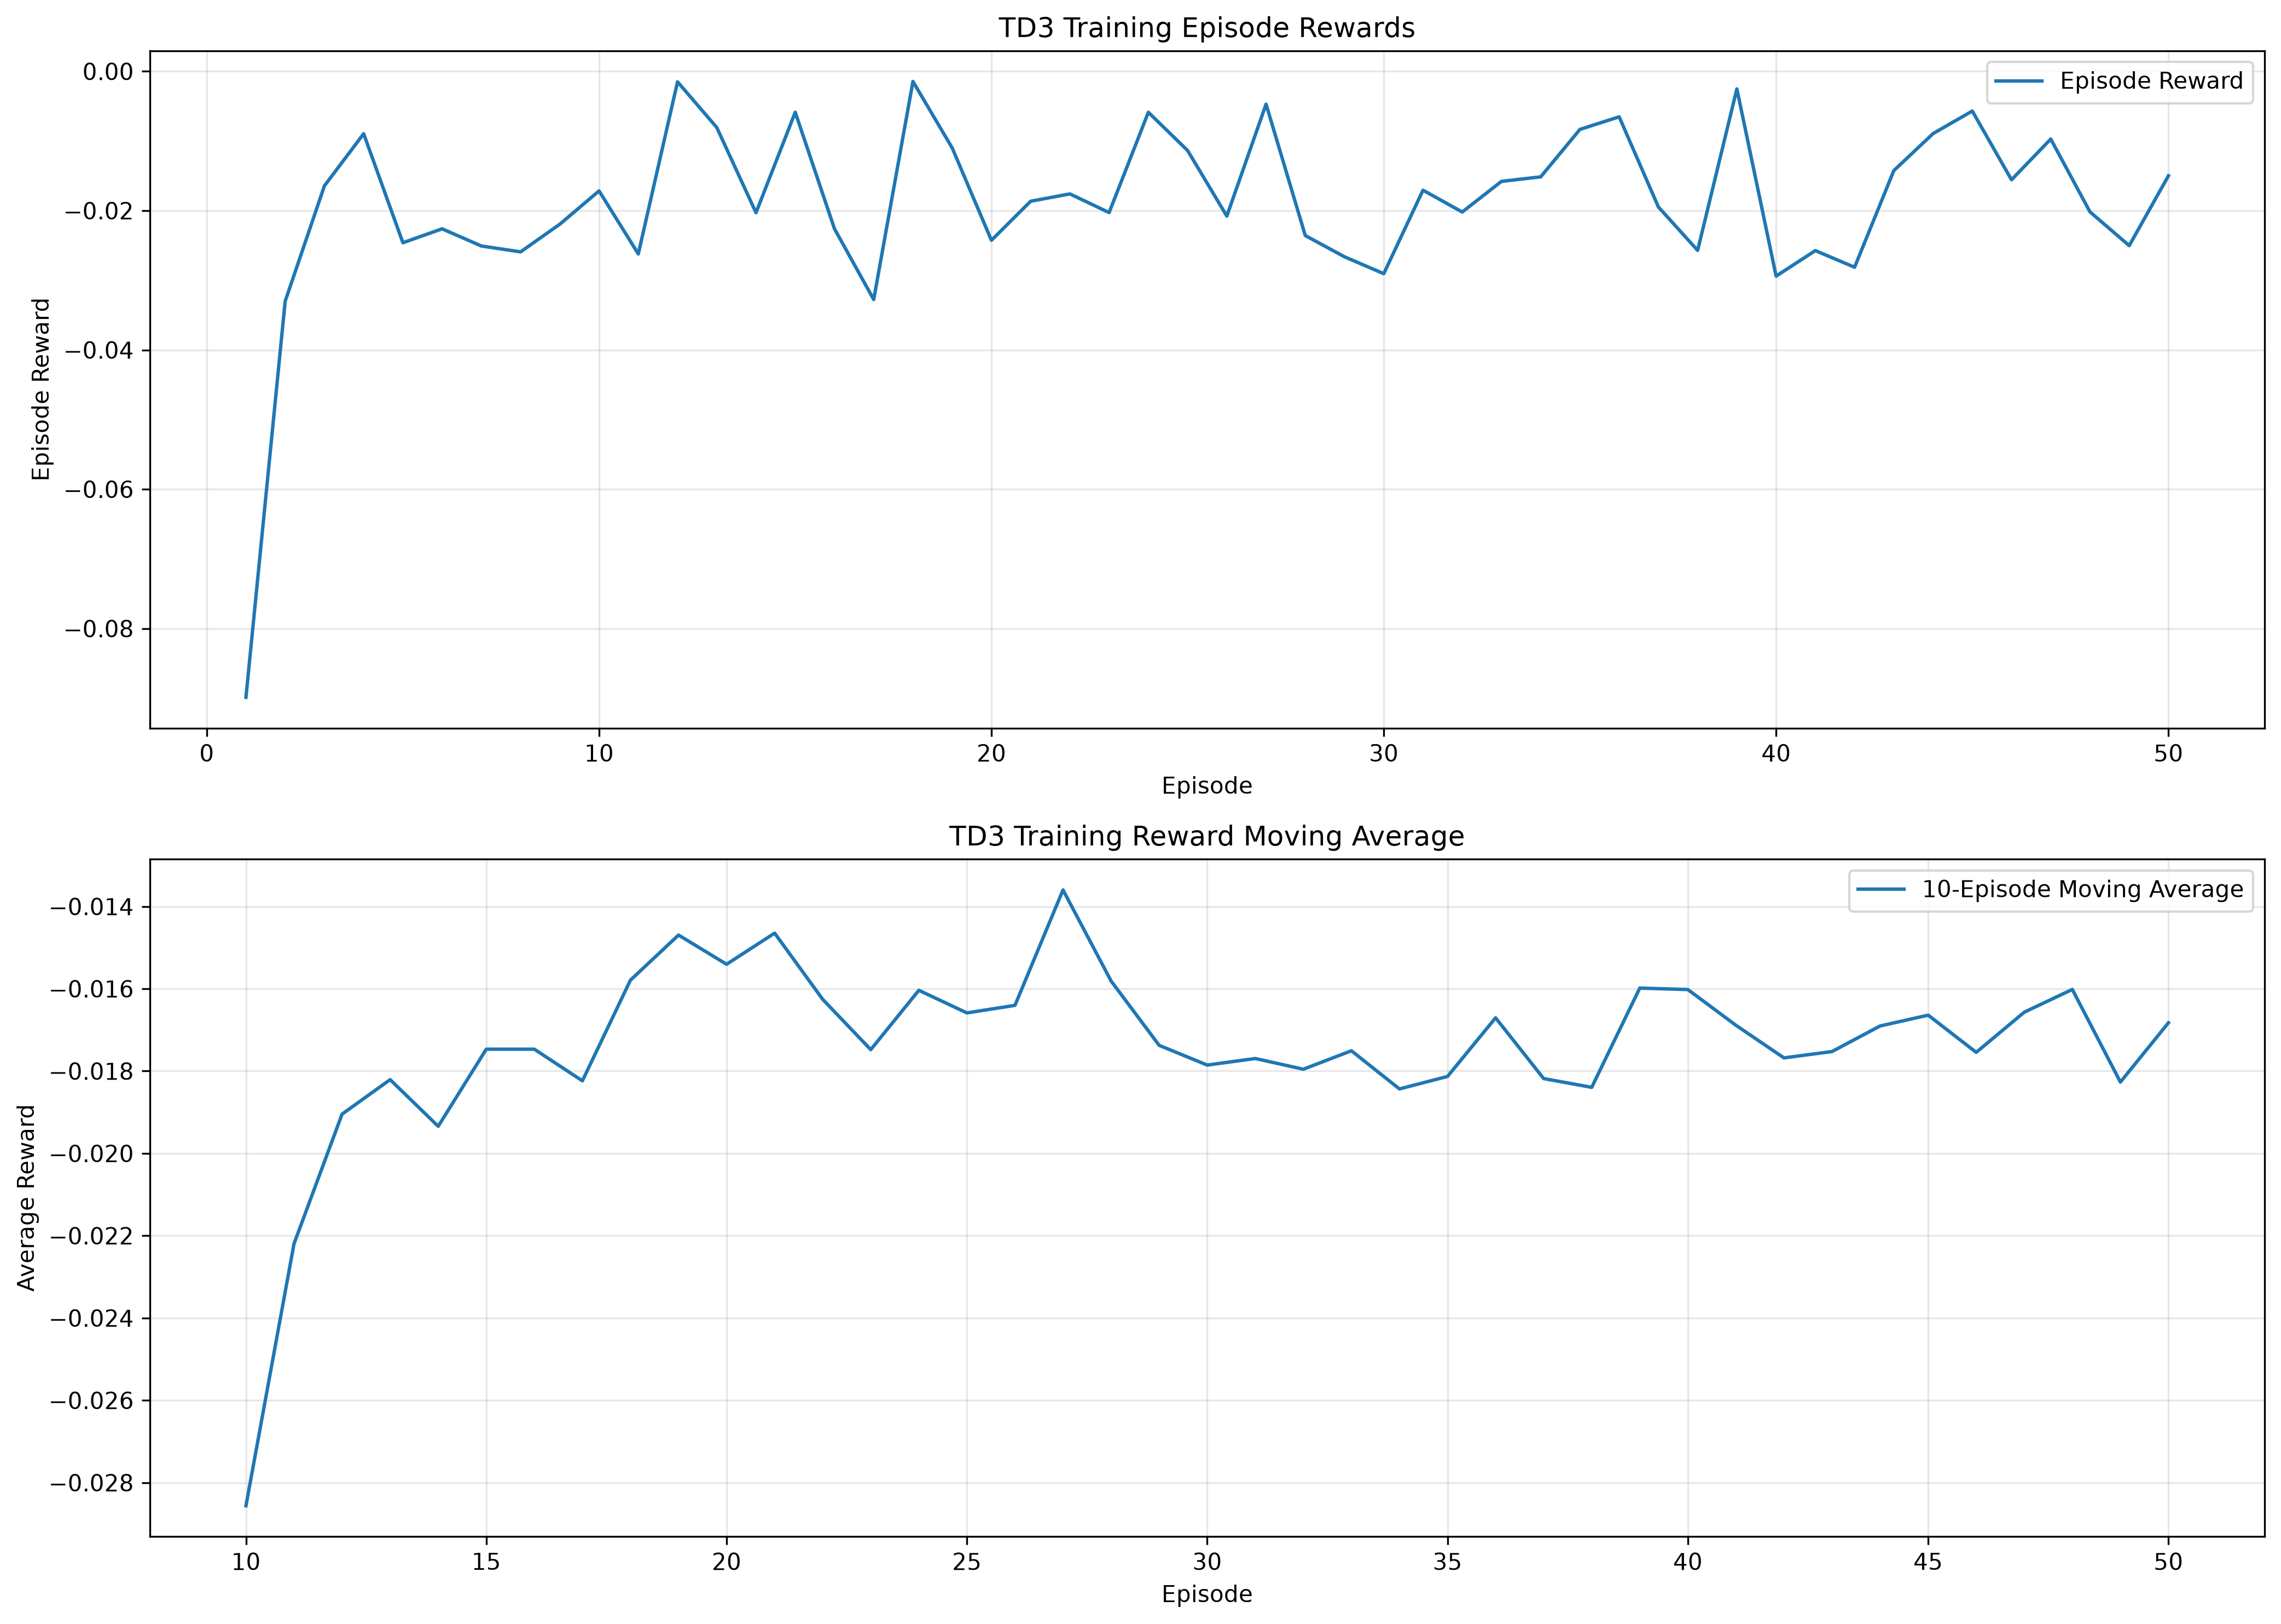 TD3 Training Episode Rewards
Episode Reward
0.00
−0.02
−0.04
−0.06
−0.08
Episode Reward
0 10 20 30 40 50
Episode
TD3 Training Reward Moving Average
10-Episode Moving Average
−0.014
−0.016
−0.018
−0.020
−0.022
−0.024
−0.026
−0.028
Average Reward
10 15 20 25 30 35 40 45 50
Episode